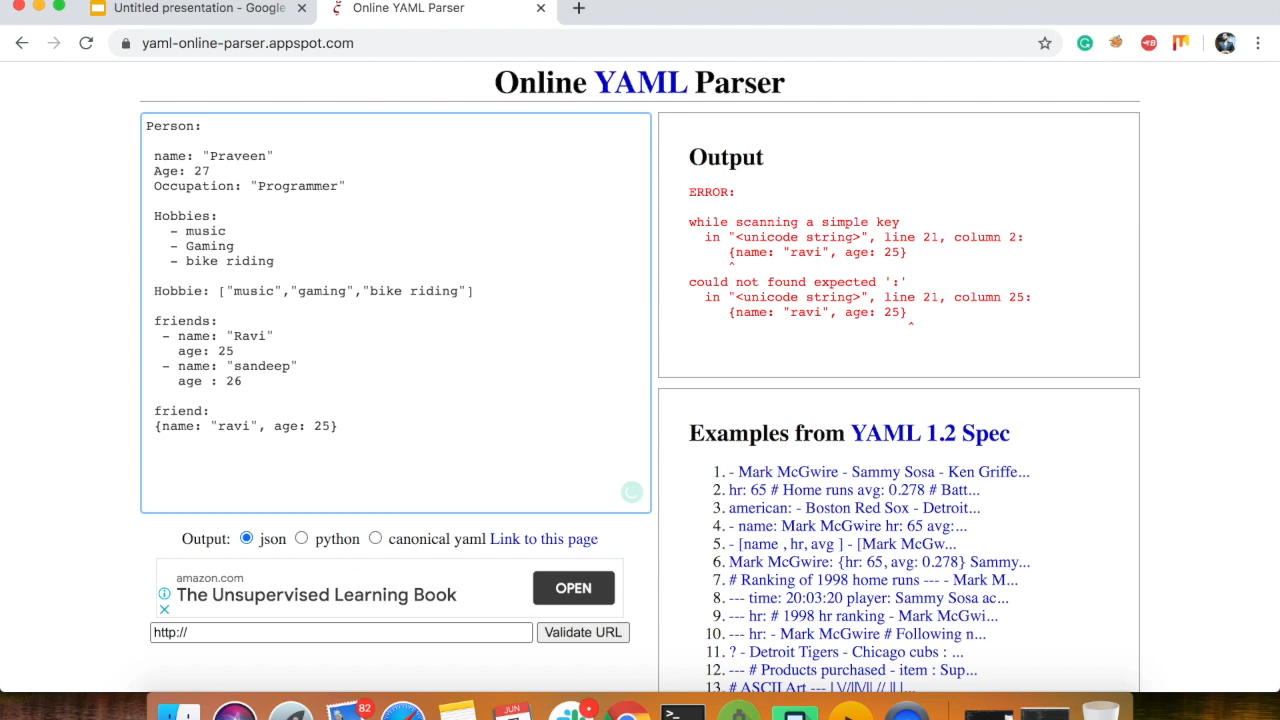 Untitled presentation - Google
Online YAML Parser
yaml-online-parser.appspot.com
Online YAML Parser
Person:
name: "Praveen"
Age: 27
Occupation: "Programmer"
Hobbies:
- music
- Gaming
- bike riding
Hobbie: ["music","gaming","bike riding"]
friends:
- name: "Ravi"
age: 25
- name: "sandeep"
age : 26
friend:
{name: "ravi", age: 25}
Output: json python canonical yaml Link to this page
amazon.com
The Unsupervised Learning Book
OPEN
http://
Validate URL
Output
ERROR:
while scanning a simple key
in "<unicode string>", line 21, column 2:
{name: "ravi", age: 25}
^
could not found expected ':'
in "<unicode string>", line 21, column 25:
{name: "ravi", age: 25}
^
Examples from YAML 1.2 Spec
1. - Mark McGwire - Sammy Sosa - Ken Griffe...
2. hr: 65 # Home runs avg: 0.278 # Batt...
3. american: - Boston Red Sox - Detroit...
4. - name: Mark McGwire hr: 65 avg:...
5. - [name , hr, avg ] - [Mark McGw...
6. Mark McGwire: {hr: 65, avg: 0.278} Sammy...
7. # Ranking of 1998 home runs --- - Mark M...
8. --- time: 20:03:20 player: Sammy Sosa ac...
9. --- hr: # 1998 hr ranking - Mark McGwi...
10. --- hr: - Mark McGwire # Following n...
11. ? - Detroit Tigers - Chicago cubs : ...
12. --- # Products purchased - item : Sup...
13. # ASCII Art ---
82
JUN